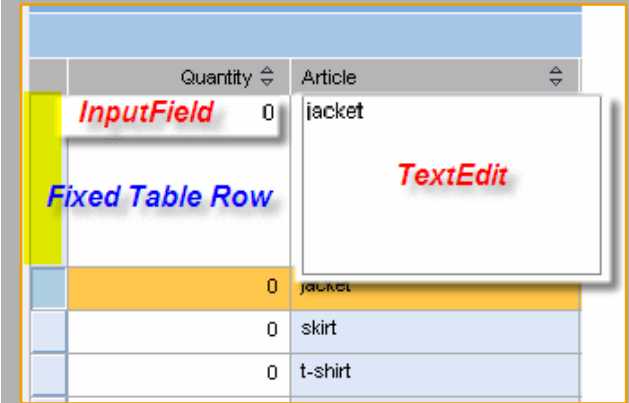 Quantity Article
InputField 0 jacket
TextEdit
Fixed Table Row
0 jacket
0 skirt
0 t-shirt